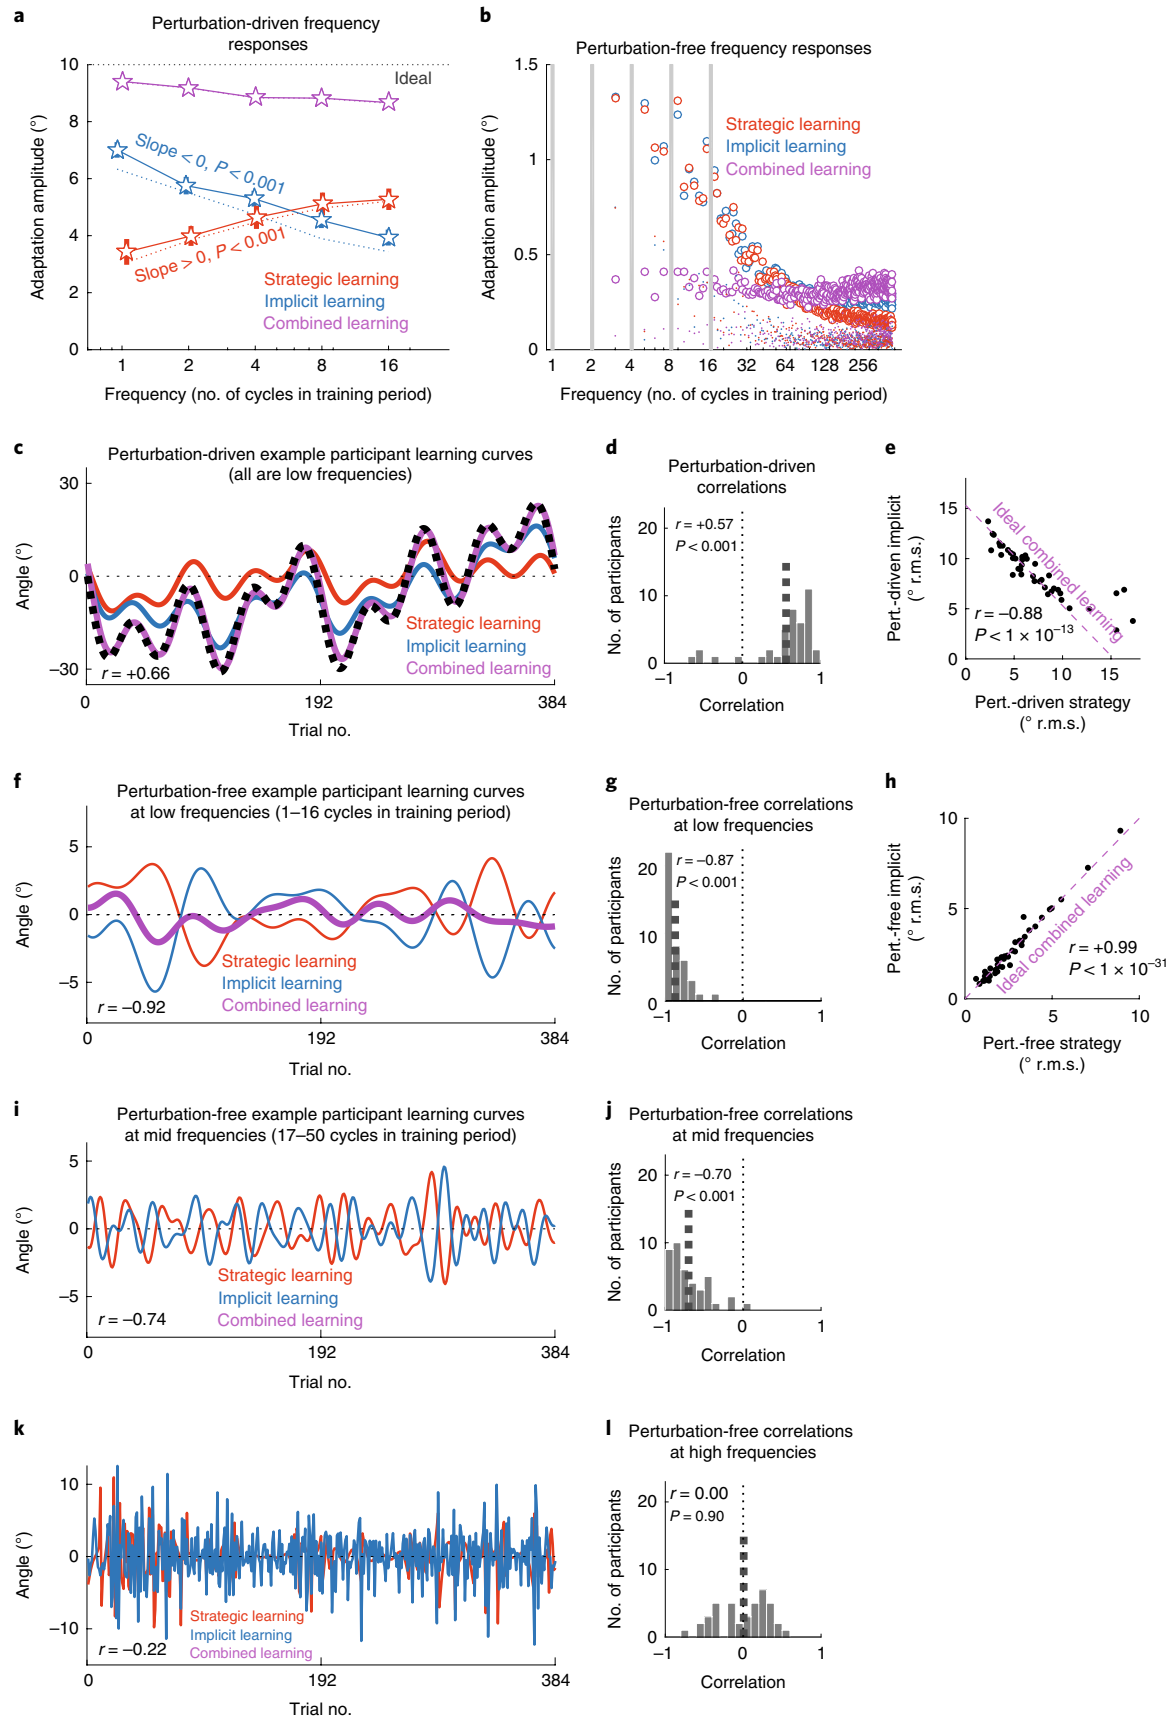 a
Perturbation-driven frequency
responses
10
8
6
4
2
0
Adaptation amplitude (°)
Ideal
Slope < 0, P < 0.001
Slope > 0, P < 0.001
Strategic learning
Implicit learning
Combined learning
1 2 4 8 16
Frequency (no. of cycles in training period)
b
Perturbation-free frequency responses
1.5
1
0.5
0
Adaptation amplitude (°)
Strategic learning
Implicit learning
Combined learning
1 2 4 8 16 32 64 128 256
Frequency (no. of cycles in training period)
c
Perturbation-driven example participant learning curves
(all are low frequencies)
30
0
–30
Angle (°)
Strategic learning
Implicit learning
Combined learning
r = +0.66
0 192 384
Trial no.
d
Perturbation-driven
correlations
20
10
0
No. of participants
r = +0.57
P < 0.001
–1 0 1
Correlation
e
15
10
5
0
Pert.-driven implicit
(° r.m.s.)
Ideal combined learning
r = –0.88
P < 1 × 10⁻¹³
0 5 10 15
Pert.-driven strategy
(° r.m.s.)
f
Perturbation-free example participant learning curves
at low frequencies (1–16 cycles in training period)
5
0
–5
Angle (°)
Strategic learning
Implicit learning
Combined learning
r = –0.92
0 192 384
Trial no.
g
Perturbation-free correlations
at low frequencies
20
10
0
No. of participants
r = –0.87
P < 0.001
–1 0 1
Correlation
h
10
5
0
Pert.-free implicit
(° r.m.s.)
Ideal combined learning
r = +0.99
P < 1 × 10⁻³¹
0 5 10
Pert.-free strategy
(° r.m.s.)
i
Perturbation-free example participant learning curves
at mid frequencies (17–50 cycles in training period)
5
0
–5
Angle (°)
Strategic learning
Implicit learning
Combined learning
r = –0.74
0 192 384
Trial no.
j
Perturbation-free correlations
at mid frequencies
20
10
0
No. of participants
r = –0.70
P < 0.001
–1 0 1
Correlation
k
10
0
–10
Angle (°)
Strategic learning
Implicit learning
Combined learning
r = –0.22
0 192 384
Trial no.
l
Perturbation-free correlations
at high frequencies
20
10
0
No. of participants
r = 0.00
P = 0.90
–1 0 1
Correlation